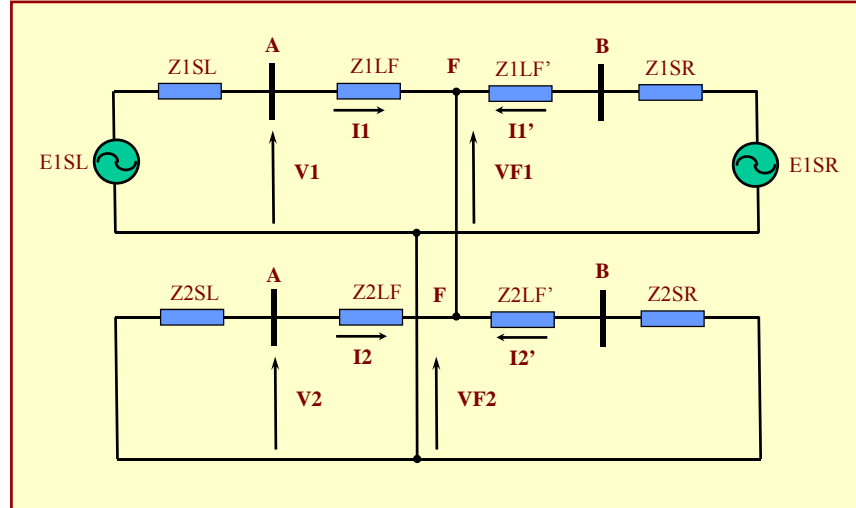 A B
Z1SL Z1LF F Z1LF’ Z1SR
I1 I1’
E1SL V1 VF1 E1SR
A B
Z2SL Z2LF F Z2LF’ Z2SR
I2 I2’
V2 VF2